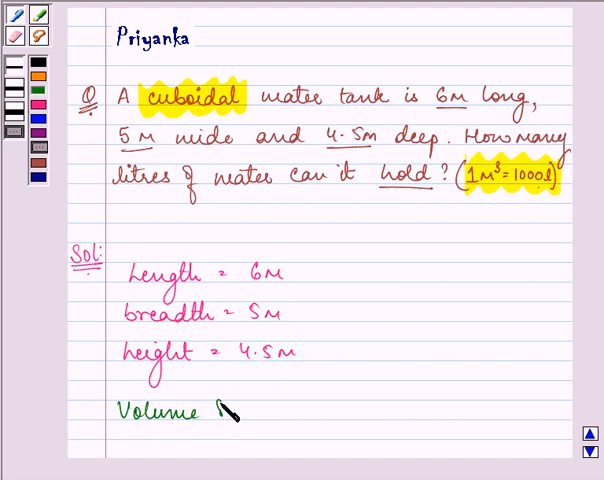 Priyanka
Q A cuboidal water tank is 6m long,
5m wide and 4.5m deep. How many
litres of water can it hold? (1m³=1000l)
Sol:
Length = 6m
breadth = 5m
height = 4.5m
Volume